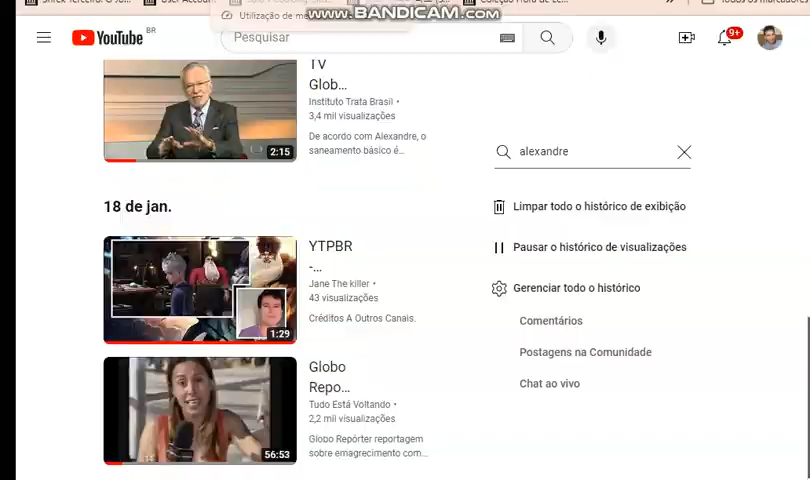 Utilização de me
www.BANDICAM.com
YouTube BR
Pesquisar
9+
TV
Glob...
Instituto Trata Brasil •
3,4 mil visualizações
De acordo com Alexandre, o
saneamento básico é...
2:15
alexandre
18 de jan.
Limpar todo o histórico de exibição
Pausar o histórico de visualizações
Gerenciar todo o histórico
Comentários
Postagens na Comunidade
Chat ao vivo
YTPBR
-...
Jane The killer •
43 visualizações
Créditos A Outros Canais.
1:29
Globo
Repo...
Tudo Está Voltando •
2,2 mil visualizações
Globo Repórter reportagem
sobre emagrecimento com...
56:53